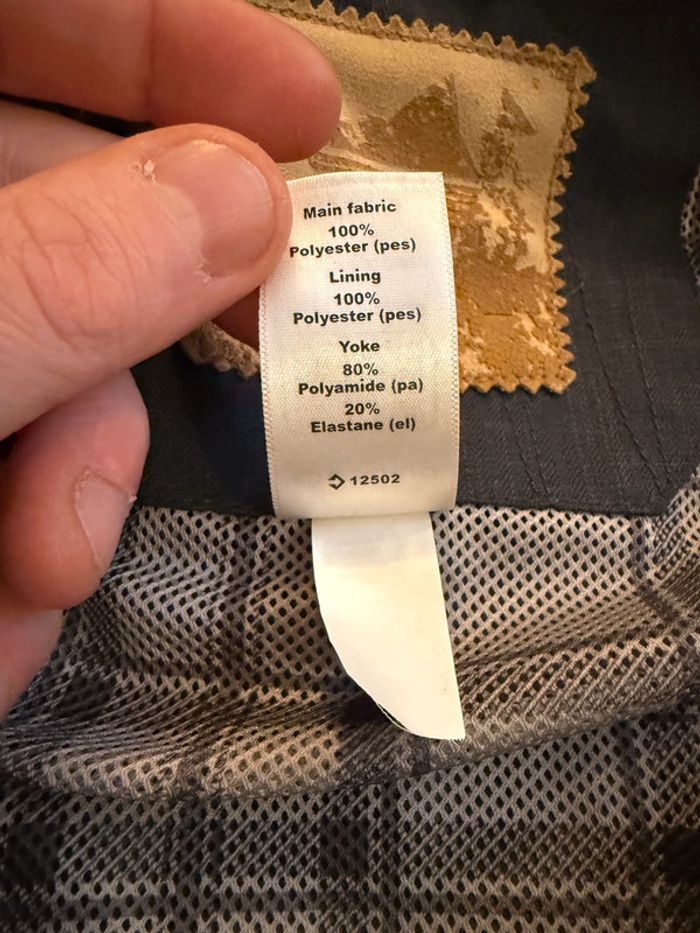 Main fabric
100%
Polyester (pes)
Lining
100%
Polyester (pes)
Yoke
80%
Polyamide (pa)
20%
Elastane (el)
12502